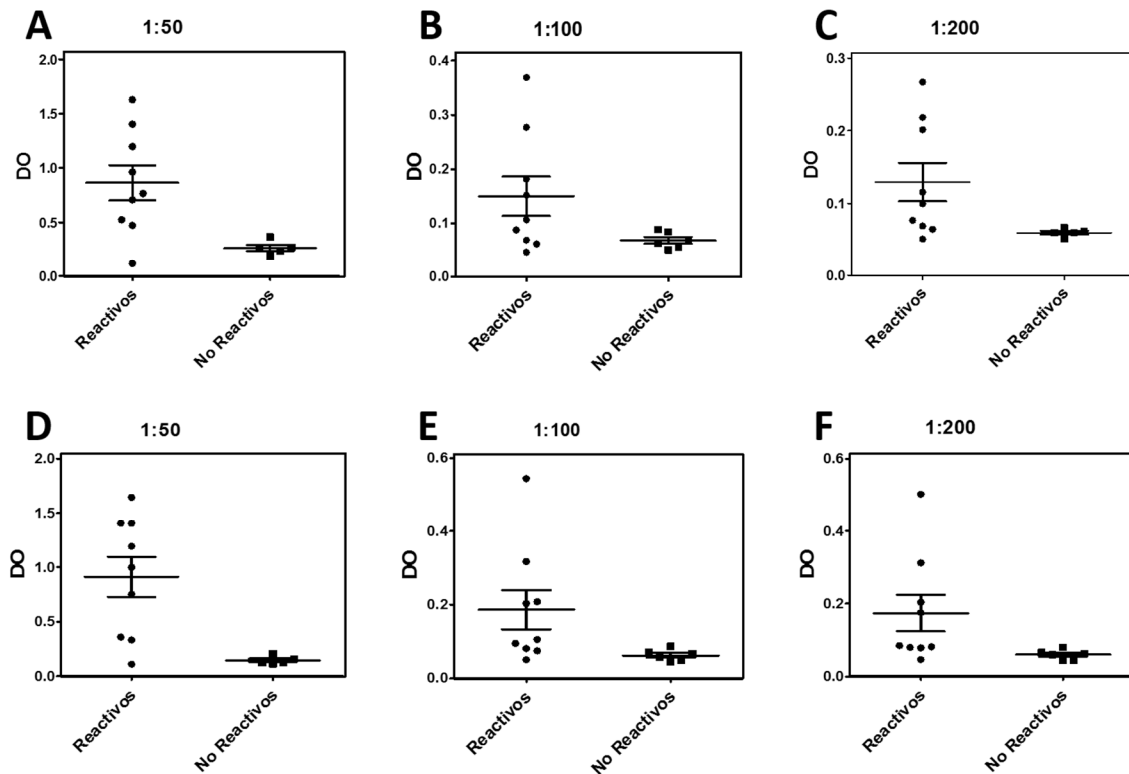 A
1:50
2.0
1.5
1.0
0.5
0.0
DO
Reactivos
No Reactivos
B
1:100
0.4
0.3
0.2
0.1
0.0
DO
Reactivos
No Reactivos
C
1:200
0.3
0.2
0.1
0.0
DO
Reactivos
No Reactivos
D
1:50
2.0
1.5
1.0
0.5
0.0
DO
Reactivos
No Reactivos
E
1:100
0.6
0.4
0.2
0.0
DO
Reactivos
No Reactivos
F
1:200
0.6
0.4
0.2
0.0
DO
Reactivos
No Reactivos